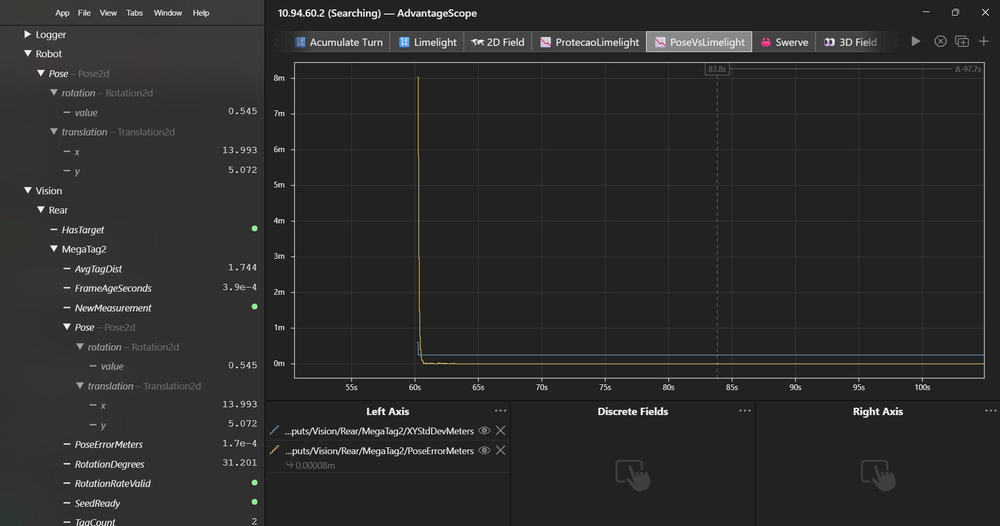 App File View Tabs Window Help
10.94.60.2 (Searching) — AdvantageScope
Acumulate Turn
Limelight
2D Field
ProtecaoLimelight
PoseVsLimelight
Swerve
3D Field
Logger
Robot
Pose – Pose2d
rotation – Rotation2d
value 0.545
translation – Translation2d
x 13.993
y 5.072
Vision
Rear
HasTarget
MegaTag2
AvgTagDist 1.744
FrameAgeSeconds 3.9e-4
NewMeasurement
Pose – Pose2d
rotation – Rotation2d
value 0.545
translation – Translation2d
x 13.993
y 5.072
PoseErrorMeters 1.7e-4
RotationDegrees 31.201
RotationRateValid
SeedReady
TagCount 2
83.8s Δ-97.7s
8m
7m
6m
5m
4m
3m
2m
1m
0m
55s 60s 65s 70s 75s 80s 85s 90s 95s 100s
Left Axis
...puts/Vision/Rear/MegaTag2/XYStdDevMeters
...puts/Vision/Rear/MegaTag2/PoseErrorMeters
0.00008m
Discrete Fields
Right Axis